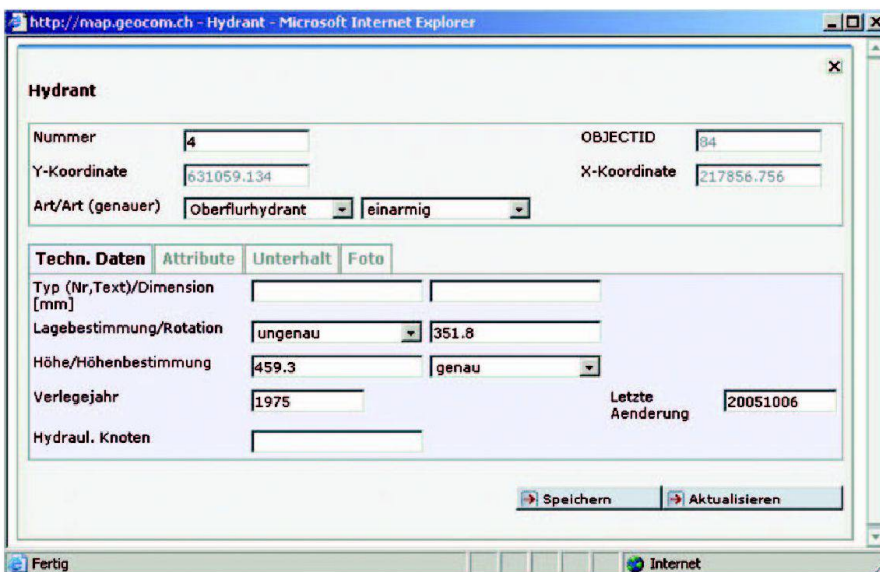 http://map.geocom.ch - Hydrant - Microsoft Internet Explorer
Hydrant
Nummer 4 OBJECTID 84
Y-Koordinate 631059.134 X-Koordinate 217856.756
Art/Art (genauer) Oberflurhydrant einarmig
Techn. Daten Attribute Unterhalt Foto
Typ (Nr,Text)/Dimension
[mm]
Lagebestimmung/Rotation ungenau 351.8
Höhe/Höhenbestimmung 459.3 genau
Verlegejahr 1975 Letzte
Aenderung 20051006
Hydraul. Knoten
Speichern Aktualisieren
Fertig Internet